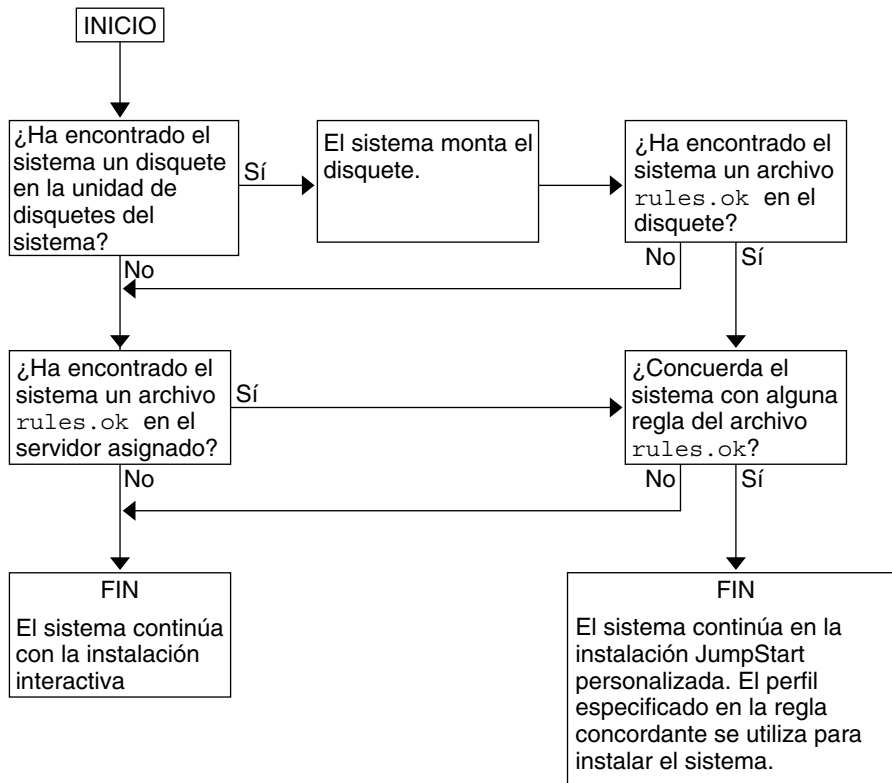 INICIO
¿Ha encontrado el
sistema un disquete
en la unidad de
disquetes del
sistema?
Sí
El sistema monta el
disquete.
¿Ha encontrado el
sistema un archivo
rules.ok en el
disquete?
No
No
Sí
¿Ha encontrado el
sistema un archivo
rules.ok en el
servidor asignado?
Sí
¿Concuerda el
sistema con alguna
regla del archivo
rules.ok?
No
No
Sí
FIN
El sistema continúa
con la instalación
interactiva
FIN
El sistema continúa en la
instalación JumpStart
personalizada. El perfil
especificado en la regla
concordante se utiliza para
instalar el sistema.